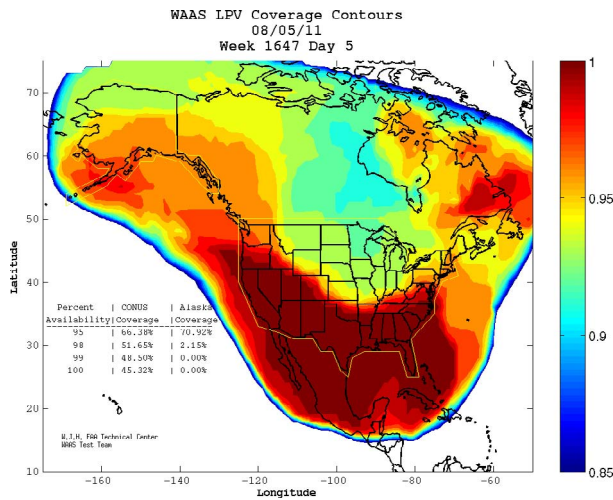 WAAS LPV Coverage Contours
08/05/11
Week 1647 Day 5
Latitude
70
60
50
40
30
20
10
Percent | CONUS | Alaska
Availability|Coverage |Coverage
95 | 66.38% | 70.92%
98 | 51.65% | 2.15%
99 | 48.50% | 0.00%
100 | 45.32% | 0.00%
W.J.H. FAA Technical Center
WAAS Test Team
-160 -140 -120 -100 -80 -60
Longitude
1
0.95
0.9
0.85